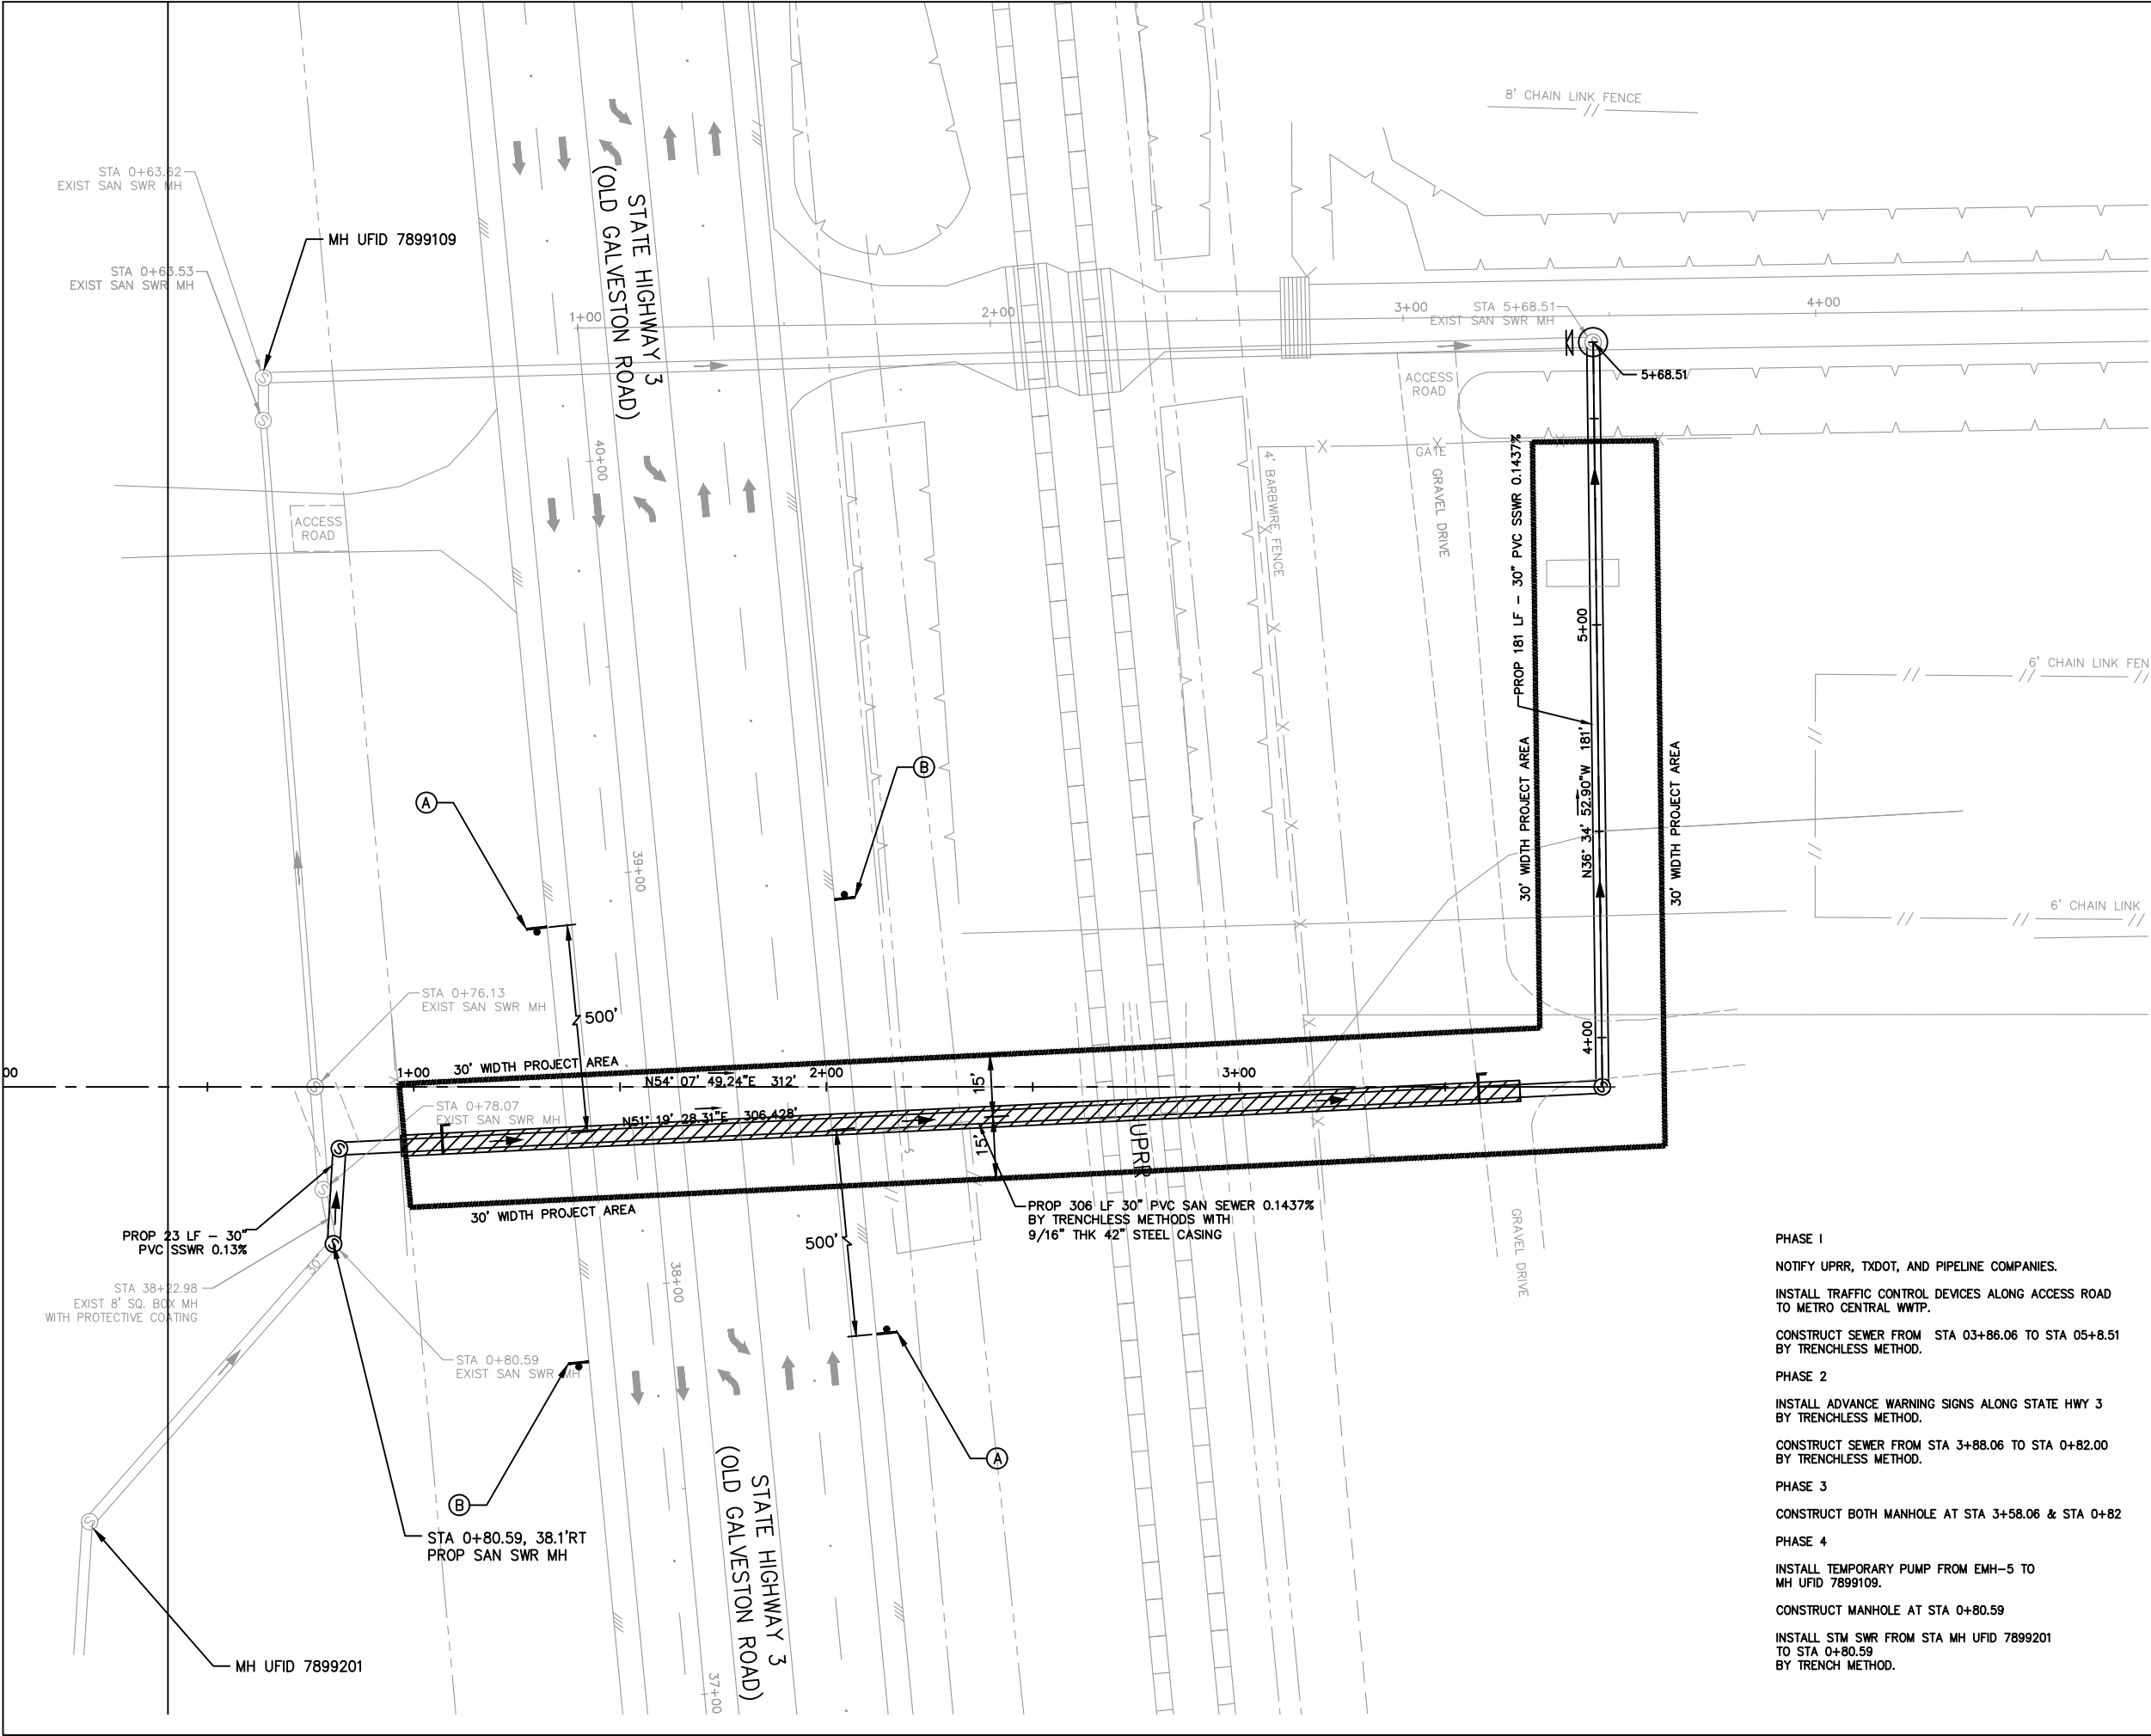 8' CHAIN LINK FENCE
STA 0+63.62
EXIST SAN SWR MH
MH UFID 7899109
STA 0+63.53
EXIST SAN SWR MH
STATE HIGHWAY 3
(OLD GALVESTON ROAD)
1+00
2+00
3+00
4+00
STA 5+68.51
EXIST SAN SWR MH
5+68.51
ACCESS
ROAD
GATE
GRAVEL DRIVE
4' BARBWIRE FENCE
40+00
ACCESS
ROAD
PROP 181 LF – 30" PVC SSWR 0.1437%
5+00
6' CHAIN LINK FEN
N36° 34' 52.90"W 181'
30' WIDTH PROJECT AREA
30' WIDTH PROJECT AREA
A
B
39+00
6' CHAIN LINK
STA 0+76.13
EXIST SAN SWR MH
500'
4+00
00
1+00
30' WIDTH PROJECT AREA
N54° 07' 49.24"E 312'
2+00
15'
3+00
STA 0+78.07
EXIST SAN SWR MH
N51° 19' 28.31"E 306.428'
15'
UPRR
30' WIDTH PROJECT AREA
PROP 306 LF 30" PVC SAN SEWER 0.1437%
BY TRENCHLESS METHODS WITH
9/16" THK 42" STEEL CASING
PROP 23 LF – 30"
PVC SSWR 0.13%
500'
GRAVEL DRIVE
30"
STA 38+22.98
EXIST 8' SQ. BOX MH
WITH PROTECTIVE COATING
38+00
STA 0+80.59
EXIST SAN SWR MH
A
B
STA 0+80.59, 38.1'RT
PROP SAN SWR MH
STATE HIGHWAY 3
(OLD GALVESTON ROAD)
MH UFID 7899201
37+00
PHASE I
NOTIFY UPRR, TXDOT, AND PIPELINE COMPANIES.
INSTALL TRAFFIC CONTROL DEVICES ALONG ACCESS ROAD
TO METRO CENTRAL WWTP.
CONSTRUCT SEWER FROM STA 03+86.06 TO STA 05+8.51
BY TRENCHLESS METHOD.
PHASE 2
INSTALL ADVANCE WARNING SIGNS ALONG STATE HWY 3
BY TRENCHLESS METHOD.
CONSTRUCT SEWER FROM STA 3+88.06 TO STA 0+82.00
BY TRENCHLESS METHOD.
PHASE 3
CONSTRUCT BOTH MANHOLE AT STA 3+58.06 & STA 0+82
PHASE 4
INSTALL TEMPORARY PUMP FROM EMH–5 TO
MH UFID 7899109.
CONSTRUCT MANHOLE AT STA 0+80.59
INSTALL STM SWR FROM STA MH UFID 7899201
TO STA 0+80.59
BY TRENCH METHOD.